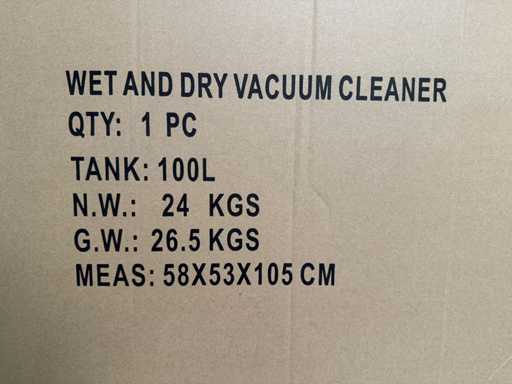 WET AND DRY VACUUM CLEANER
QTY: 1 PC
TANK: 100L
N.W.: 24 KGS
G.W.: 26.5 KGS
MEAS: 58X53X105 CM